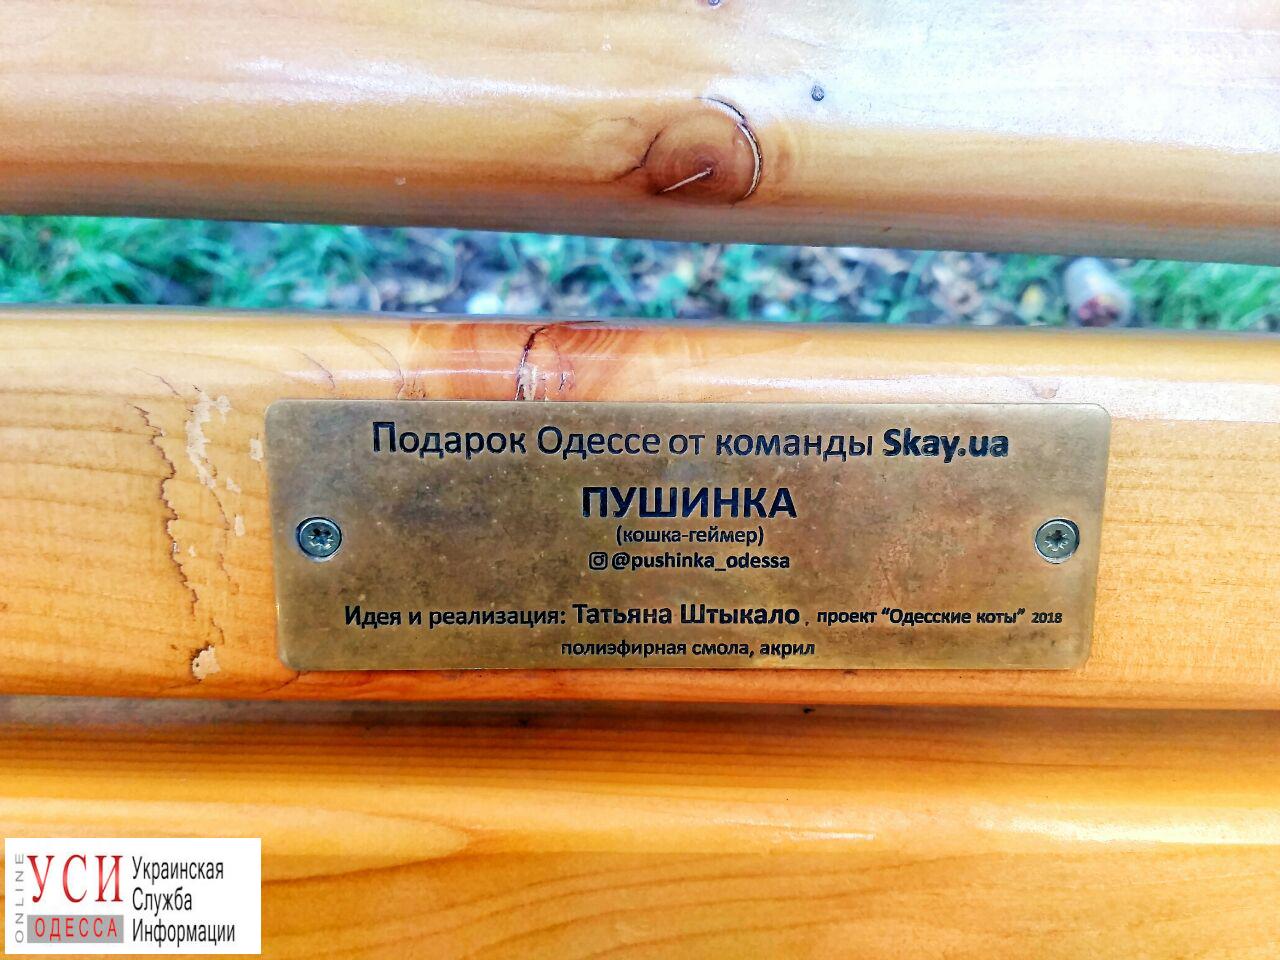 Подарок Одессе от команды Skay.ua
ПУШИНКА
(кошка-геймер)
@pushinka_odessa
Идея и реализация: Татьяна Штыкало, проект “Одесские коты” 2018
полиэфирная смола, акрил
ONLINE
УСИ
ОДЕССА
Украинская
Служба
Информации